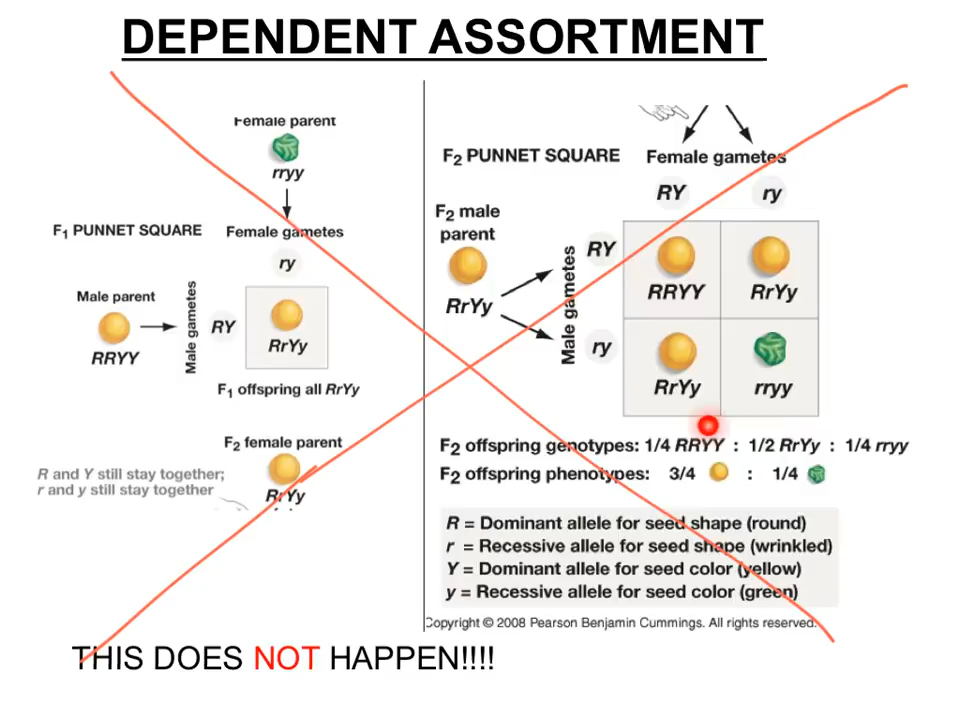 DEPENDENT ASSORTMENT
Female parent
rryy
F1 PUNNET SQUARE
Female gametes
ry
Male parent
RRYY
Male gametes
RY
RrYy
F1 offspring all RrYy
F2 female parent
RrYy
R and Y still stay together;
r and y still stay together
F2 PUNNET SQUARE
Female gametes
RY
ry
F2 male
parent
RrYy
Male gametes
RY
RRYY
RrYy
ry
RrYy
rryy
F2 offspring genotypes: 1/4 RRYY : 1/2 RrYy : 1/4 rryy
F2 offspring phenotypes: 3/4 : 1/4
R = Dominant allele for seed shape (round)
r = Recessive allele for seed shape (wrinkled)
Y = Dominant allele for seed color (yellow)
y = Recessive allele for seed color (green)
Copyright © 2008 Pearson Benjamin Cummings. All rights reserved.
THIS DOES NOT HAPPEN!!!!